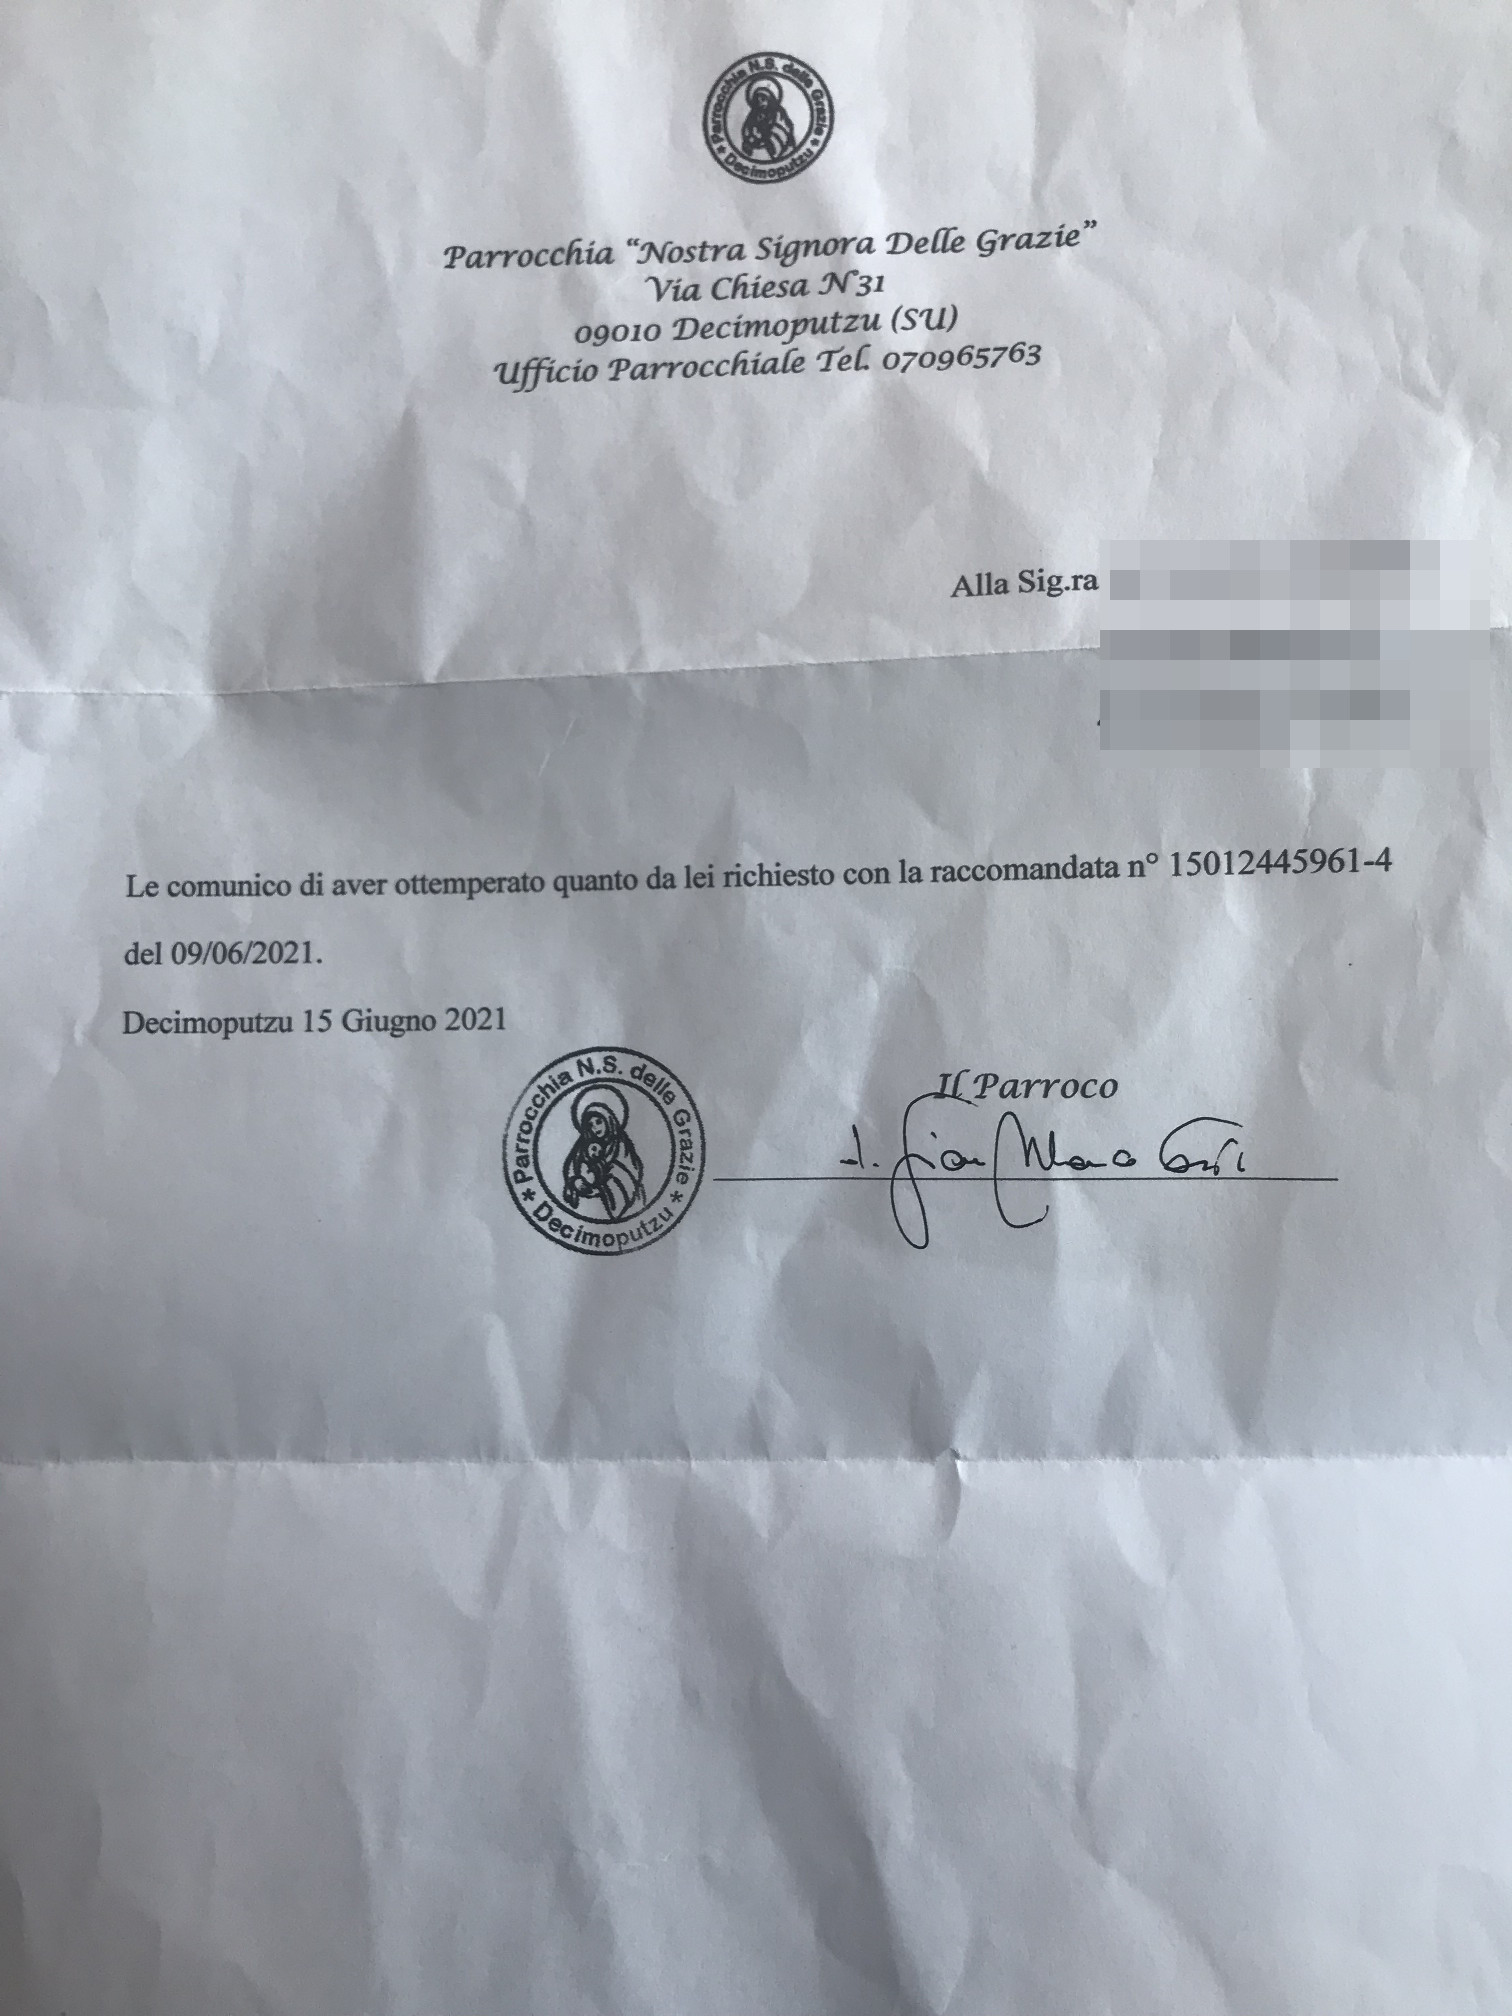 Parrocchia N.S. delle Grazie
* Decimoputzu *
Parrocchia “Nostra Signora Delle Grazie”
Via Chiesa N°31
09010 Decimoputzu (SU)
Ufficio Parrocchiale Tel. 070965763
Alla Sig.ra
Le comunico di aver ottemperato quanto da lei richiesto con la raccomandata n° 15012445961-4
del 09/06/2021.
Decimoputzu 15 Giugno 2021
Parrocchia N.S. delle Grazie
* Decimoputzu *
Il Parroco
d. Gian Marco